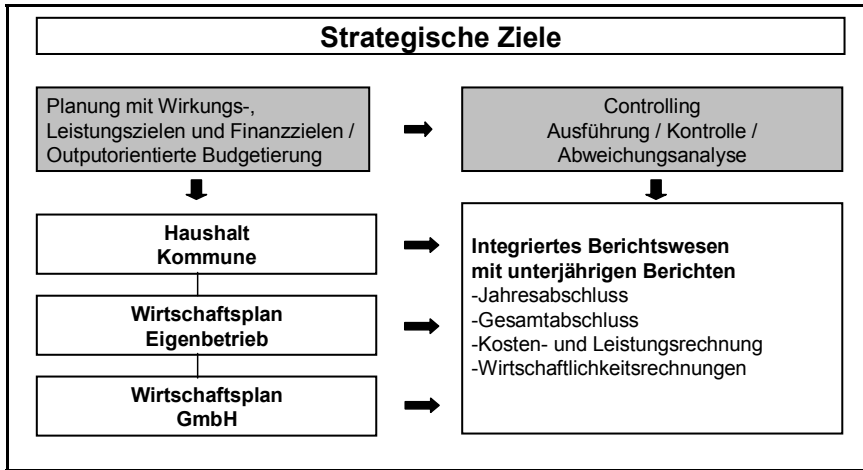 Strategische Ziele
Planung mit Wirkungs-,
Leistungszielen und Finanzzielen /
Outputorientierte Budgetierung
Controlling
Ausführung / Kontrolle /
Abweichungsanalyse
Haushalt
Kommune
Wirtschaftsplan
Eigenbetrieb
Wirtschaftsplan
GmbH
Integriertes Berichtswesen
mit unterjährigen Berichten
-Jahresabschluss
-Gesamtabschluss
-Kosten- und Leistungsrechnung
-Wirtschaftlichkeitsrechnungen